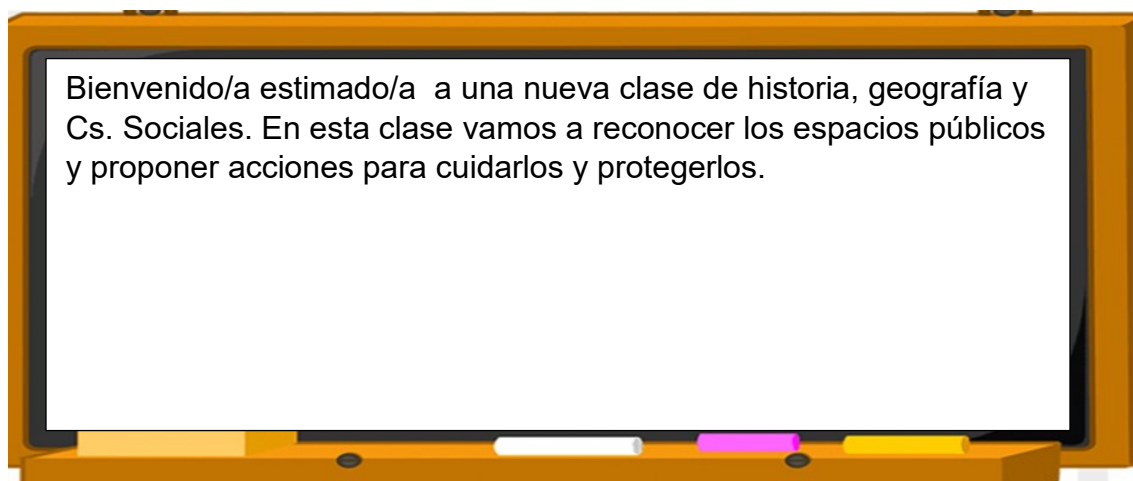 Bienvenido/a estimado/a  a una nueva clase de historia, geografía y
Cs. Sociales. En esta clase vamos a reconocer los espacios públicos
y proponer acciones para cuidarlos y protegerlos.